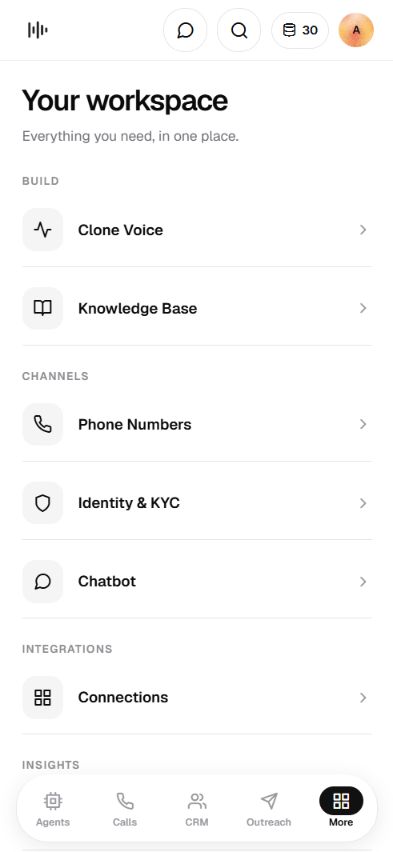 30
A
Your workspace
Everything you need, in one place.
BUILD
Clone Voice
Knowledge Base
CHANNELS
Phone Numbers
Identity & KYC
Chatbot
INTEGRATIONS
Connections
INSIGHTS
Agents
Calls
CRM
Outreach
More